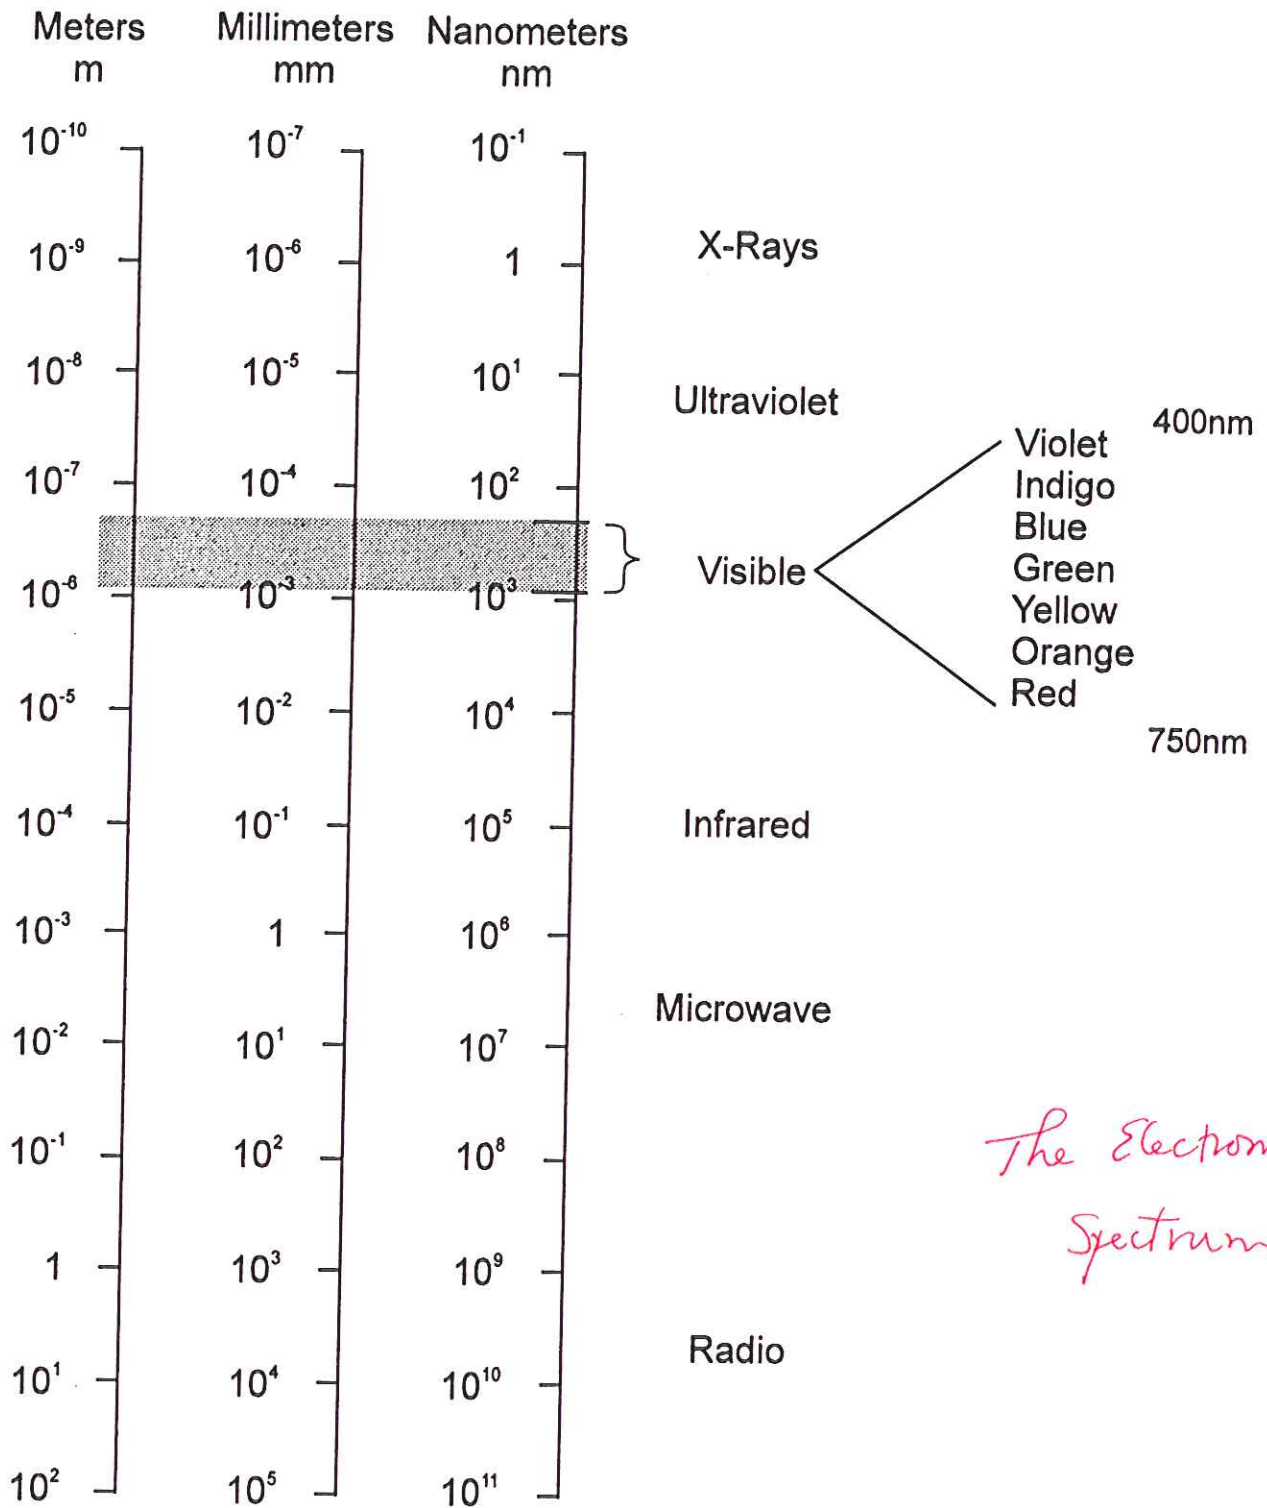 Meters Millimeters Nanometers
m mm nm
10⁻¹⁰ 10⁻⁷ 10⁻¹
10⁻⁹ 10⁻⁶ 1 X-Rays
10⁻⁸ 10⁻⁵ 10¹
Ultraviolet
400nm
Violet
10⁻⁷ 10⁻⁴ 10² Indigo
Blue
Visible Green
10⁻⁶ 10⁻³ 10³
Yellow
Orange
10⁻⁵ 10⁻² 10⁴ Red
750nm
10⁻⁴ 10⁻¹ 10⁵ Infrared
10⁻³ 1 10⁶
Microwave
10⁻² 10¹ 10⁷
10⁻¹ 10² 10⁸
The Electrom
Spectrum
1 10³ 10⁹
Radio
10¹ 10⁴ 10¹⁰
10² 10⁵ 10¹¹